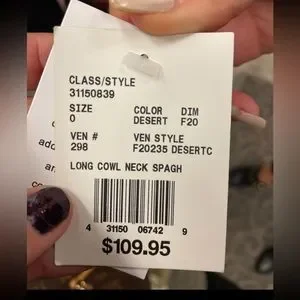 CLASS/STYLE
31150839
SIZE COLOR DIM
0 DESERT F20
VEN # VEN STYLE
298 F20235 DESERTC
LONG COWL NECK SPAGH
4 31150 06742 9
$109.95